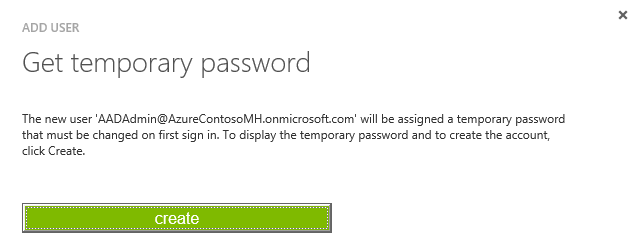 ADD USER
Get temporary password
The new user 'AADAdmin@AzureContosoMH.onmicrosoft.com' will be assigned a temporary password
that must be changed on first sign in. To display the temporary password and to create the account,
click Create.
create